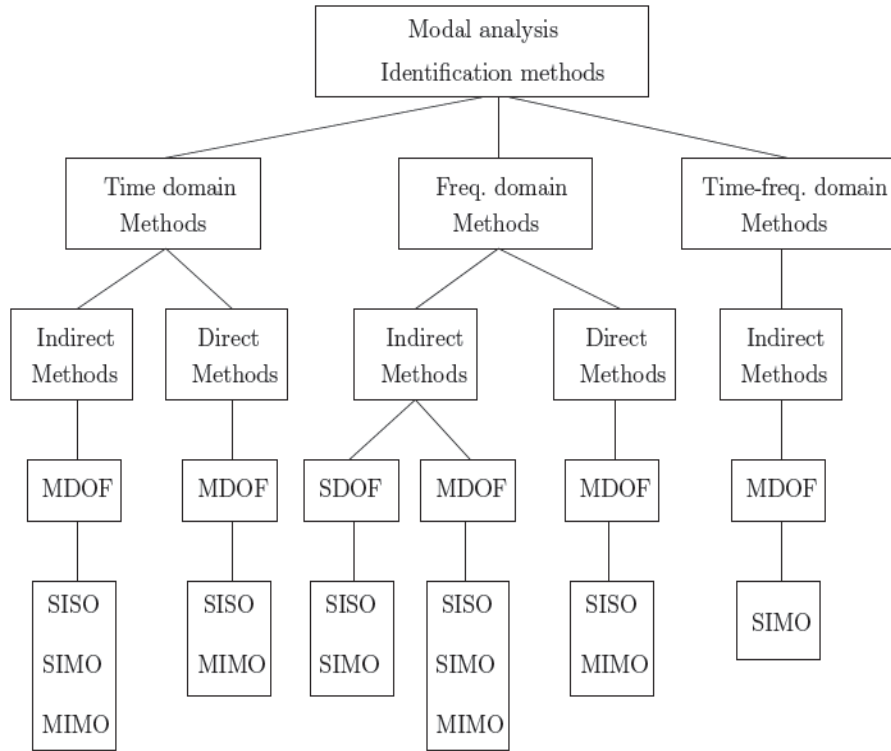 Modal analysis
Identification methods
Time domain
Methods
Freq. domain
Methods
Time-freq. domain
Methods
Indirect
Methods
Direct
Methods
Indirect
Methods
Direct
Methods
Indirect
Methods
MDOF
MDOF
SDOF
MDOF
MDOF
MDOF
SISO
SIMO
MIMO
SISO
MIMO
SISO
SIMO
SISO
SIMO
MIMO
SISO
MIMO
SIMO